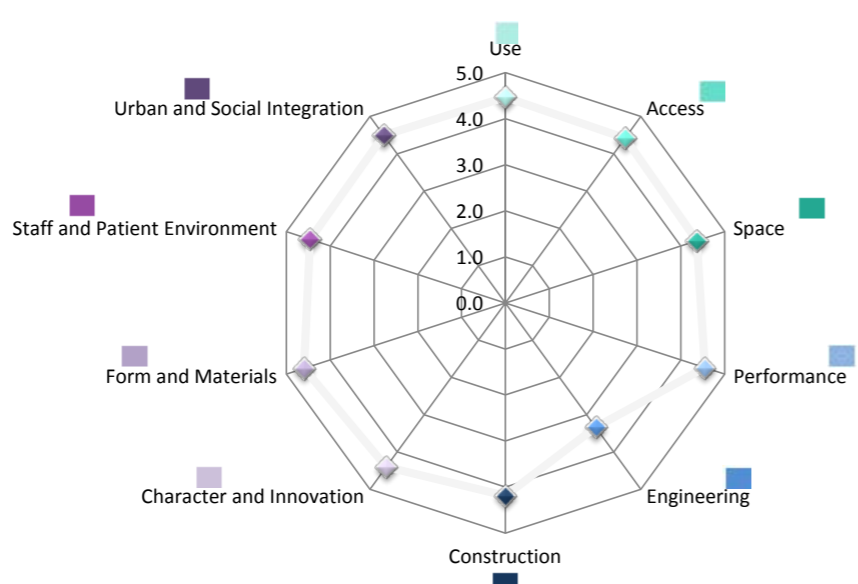 Use
5.0
Urban and Social Integration
Access
4.0
3.0
Staff and Patient Environment
2.0
Space
1.0
0.0
Form and Materials
Performance
Character and Innovation
Engineering
Construction